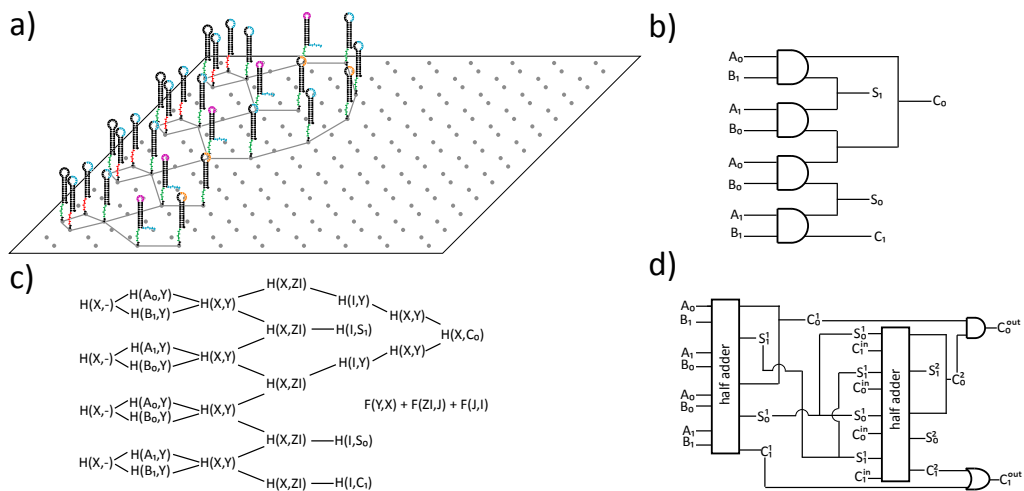 a)
b)
A₀
B₁
A₁
B₀
A₀
B₀
A₁
B₁
S₁
C₀
S₀
C₁
c)
H(X,-)
H(A₀,Y)
H(B₁,Y)
H(X,Y)
H(X,ZI)
H(I,Y)
H(X,Y)
H(X,ZI)
H(I,S₁)
H(X,C₀)
H(X,-)
H(A₁,Y)
H(B₀,Y)
H(X,Y)
H(I,Y)
H(X,Y)
H(X,ZI)
F(Y,X) + F(ZI,J) + F(J,I)
H(X,-)
H(A₀,Y)
H(B₀,Y)
H(X,Y)
H(X,ZI)
H(I,S₀)
H(X,-)
H(A₁,Y)
H(B₁,Y)
H(X,Y)
H(X,ZI)
H(I,C₁)
d)
A₀
B₁
A₁
B₀
A₀
B₀
A₁
B₁
half adder
C₀¹
S₁¹
S₀¹
C₁¹
S₀¹
C₁ⁱⁿ
S₁¹
C₀ⁱⁿ
S₀¹
C₀ⁱⁿ
S₁¹
C₁ⁱⁿ
half adder
S₁²
C₀²
S₀²
C₁²
C₀ᵒᵘᵗ
C₁ᵒᵘᵗ